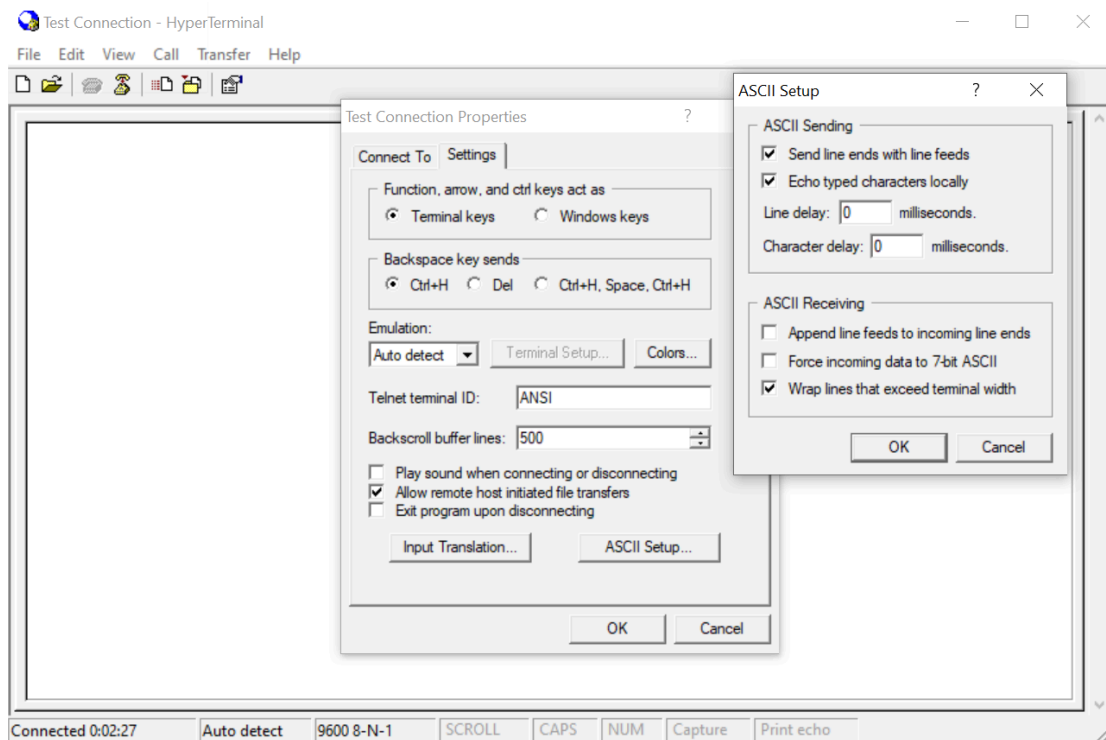 Test Connection - HyperTerminal
File Edit View Call Transfer Help
Test Connection Properties ?
Connect To Settings
Function, arrow, and ctrl keys act as
Terminal keys Windows keys
Backspace key sends
Ctrl+H Del Ctrl+H, Space, Ctrl+H
Emulation:
Auto detect Terminal Setup... Colors...
Telnet terminal ID: ANSI
Backscroll buffer lines: 500
Play sound when connecting or disconnecting
Allow remote host initiated file transfers
Exit program upon disconnecting
Input Translation... ASCII Setup...
OK Cancel
ASCII Setup ?
ASCII Sending
Send line ends with line feeds
Echo typed characters locally
Line delay: 0 milliseconds.
Character delay: 0 milliseconds.
ASCII Receiving
Append line feeds to incoming line ends
Force incoming data to 7-bit ASCII
Wrap lines that exceed terminal width
OK Cancel
Connected 0:02:27 Auto detect 9600 8-N-1 SCROLL CAPS NUM Capture Print echo